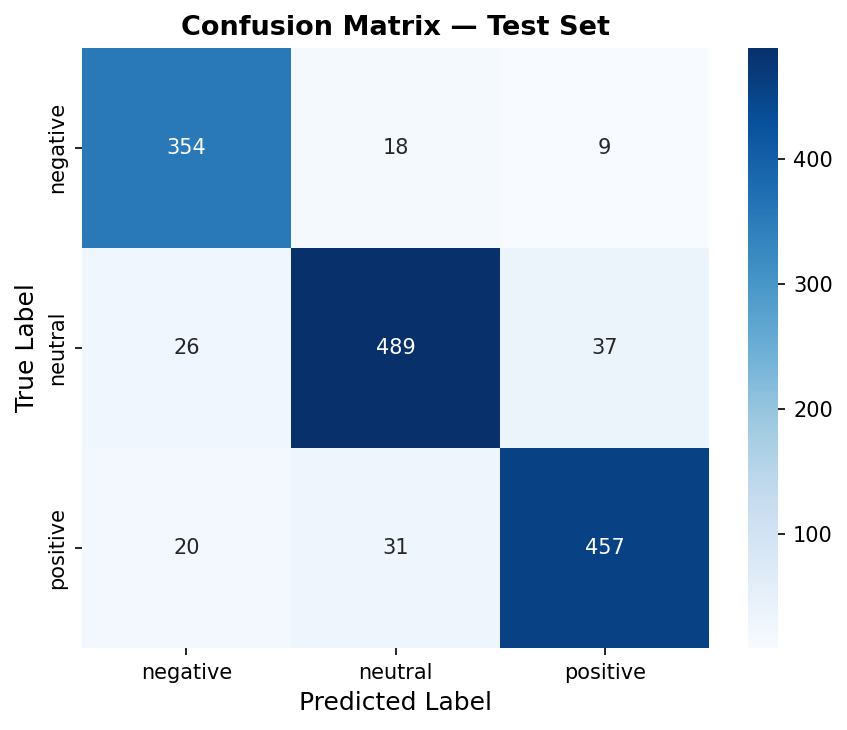 Confusion Matrix — Test Set
True Label
negative
354
18
9
neutral
26
489
37
positive
20
31
457
negative
neutral
positive
Predicted Label
400
300
200
100